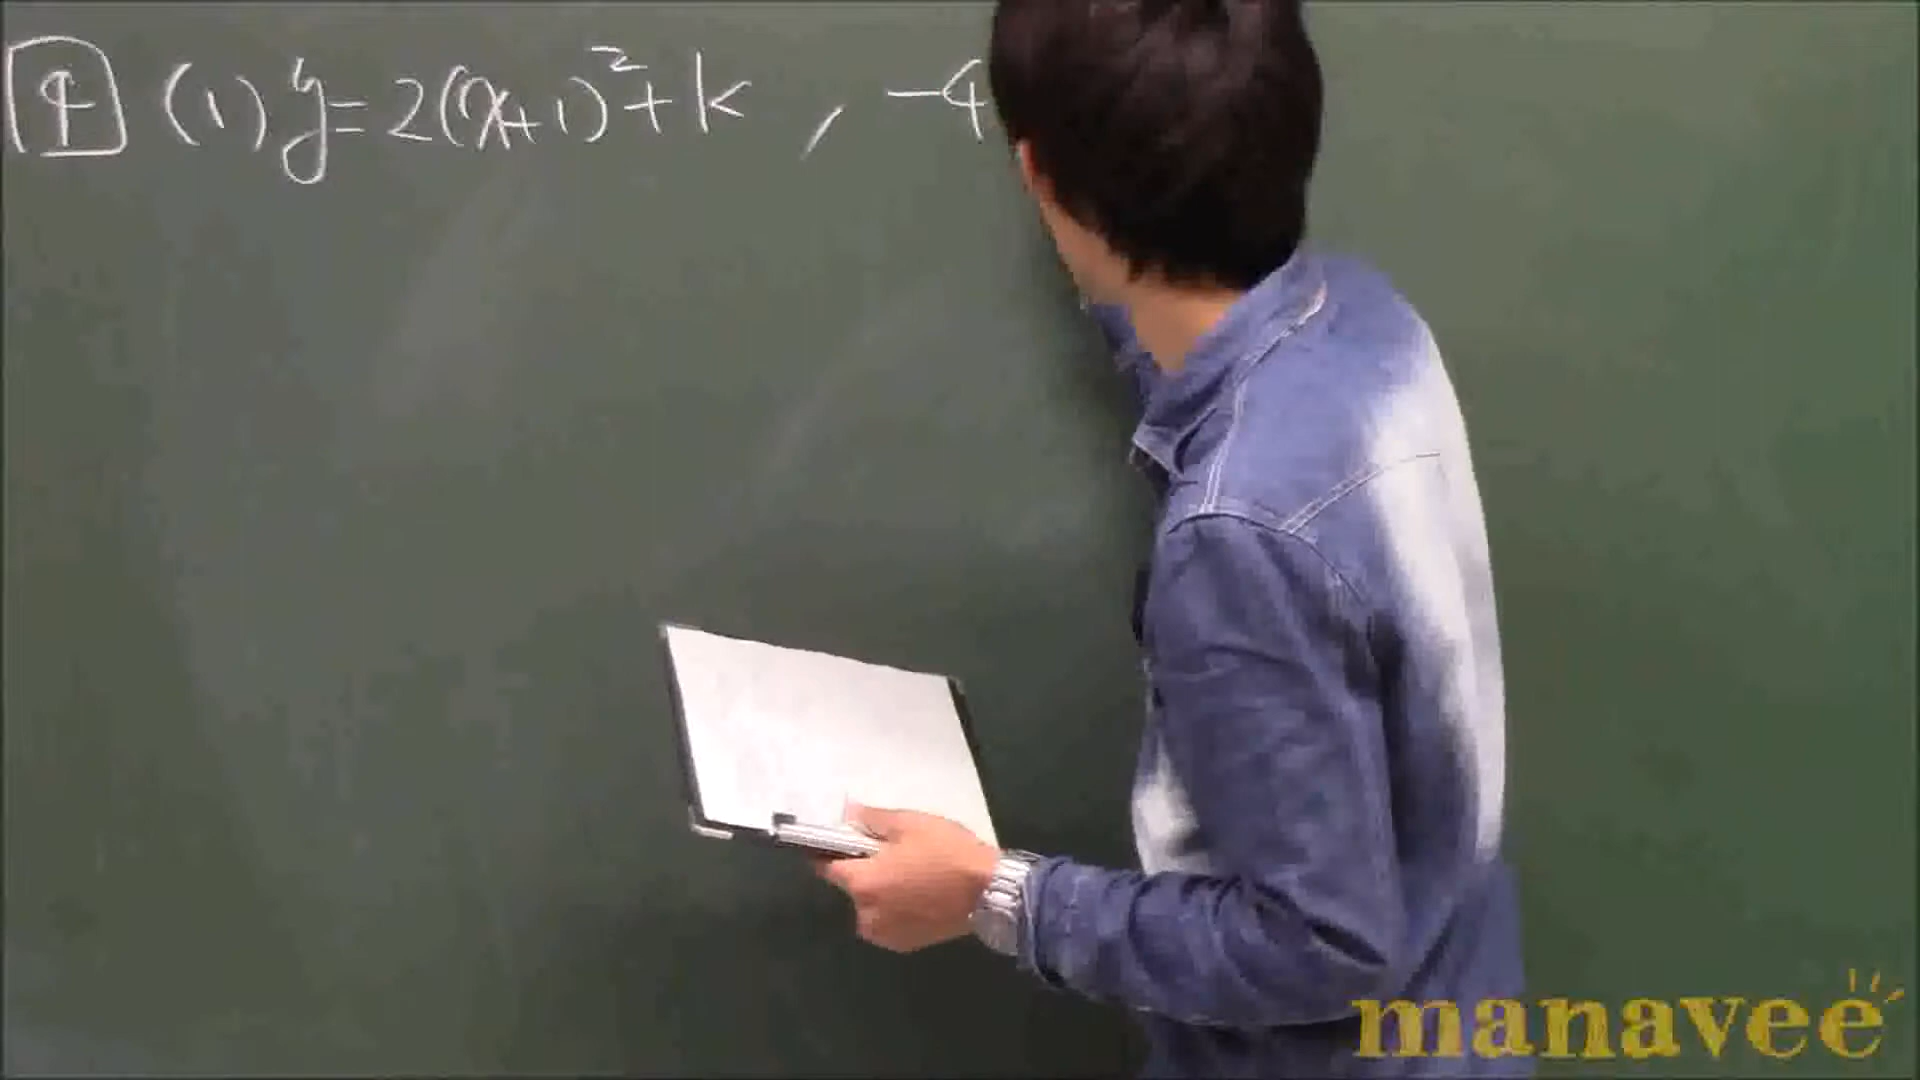 4 (1) y=2(x+1)²+k , -4
manavee